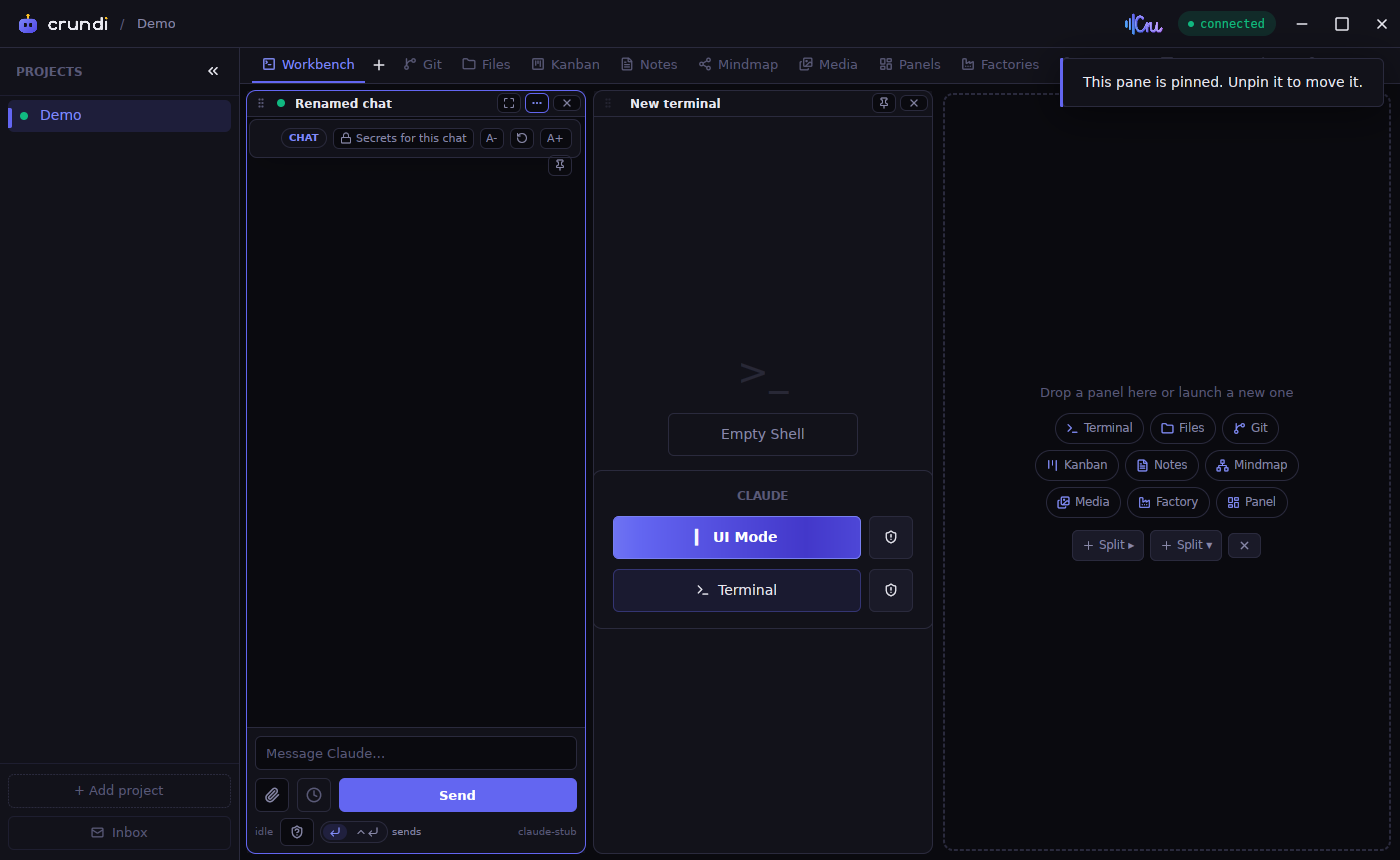 crundi / Demo
Cru
connected
PROJECTS
Demo
+ Add project
Inbox
Workbench
Git
Files
Kanban
Notes
Mindmap
Media
Panels
Factories
This pane is pinned. Unpin it to move it.
Renamed chat
CHAT
Secrets for this chat
A-
A+
Message Claude...
Send
idle
sends
claude-stub
New terminal
>_
Empty Shell
CLAUDE
UI Mode
Terminal
Drop a panel here or launch a new one
Terminal
Files
Git
Kanban
Notes
Mindmap
Media
Factory
Panel
+ Split ▸
+ Split ▾